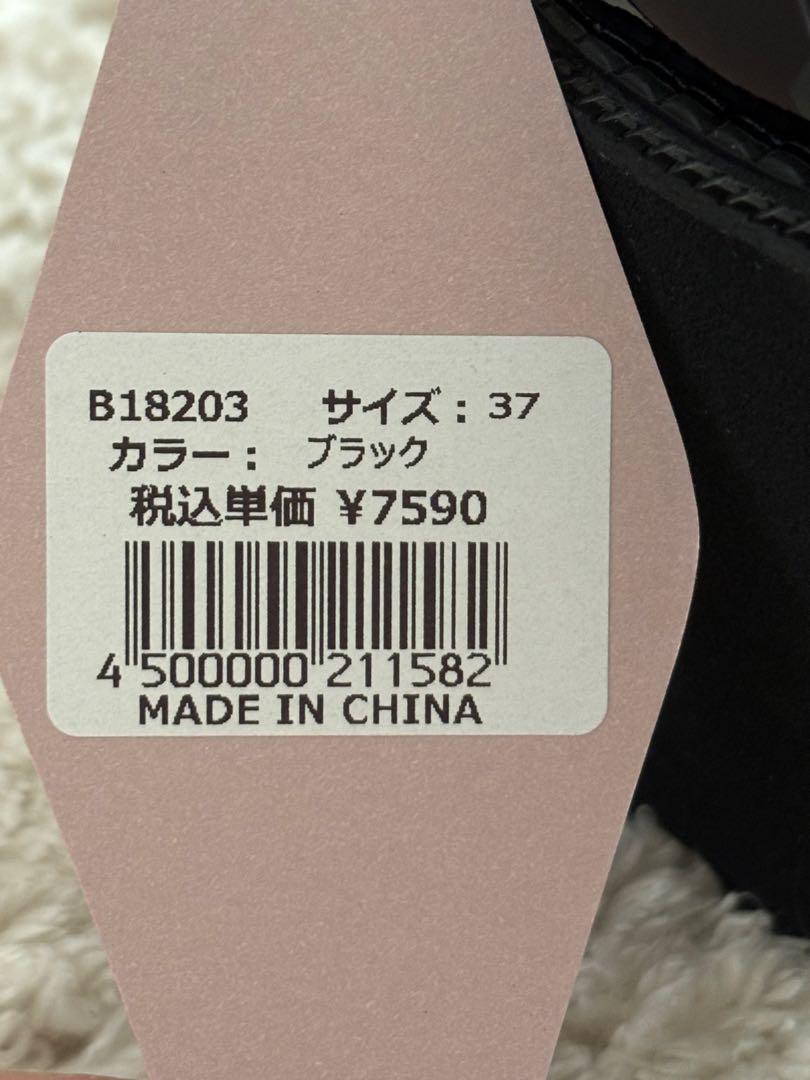 B18203 サイズ：37
カラー： ブラック
税込単価 ¥7590
4 500000 211582
MADE IN CHINA